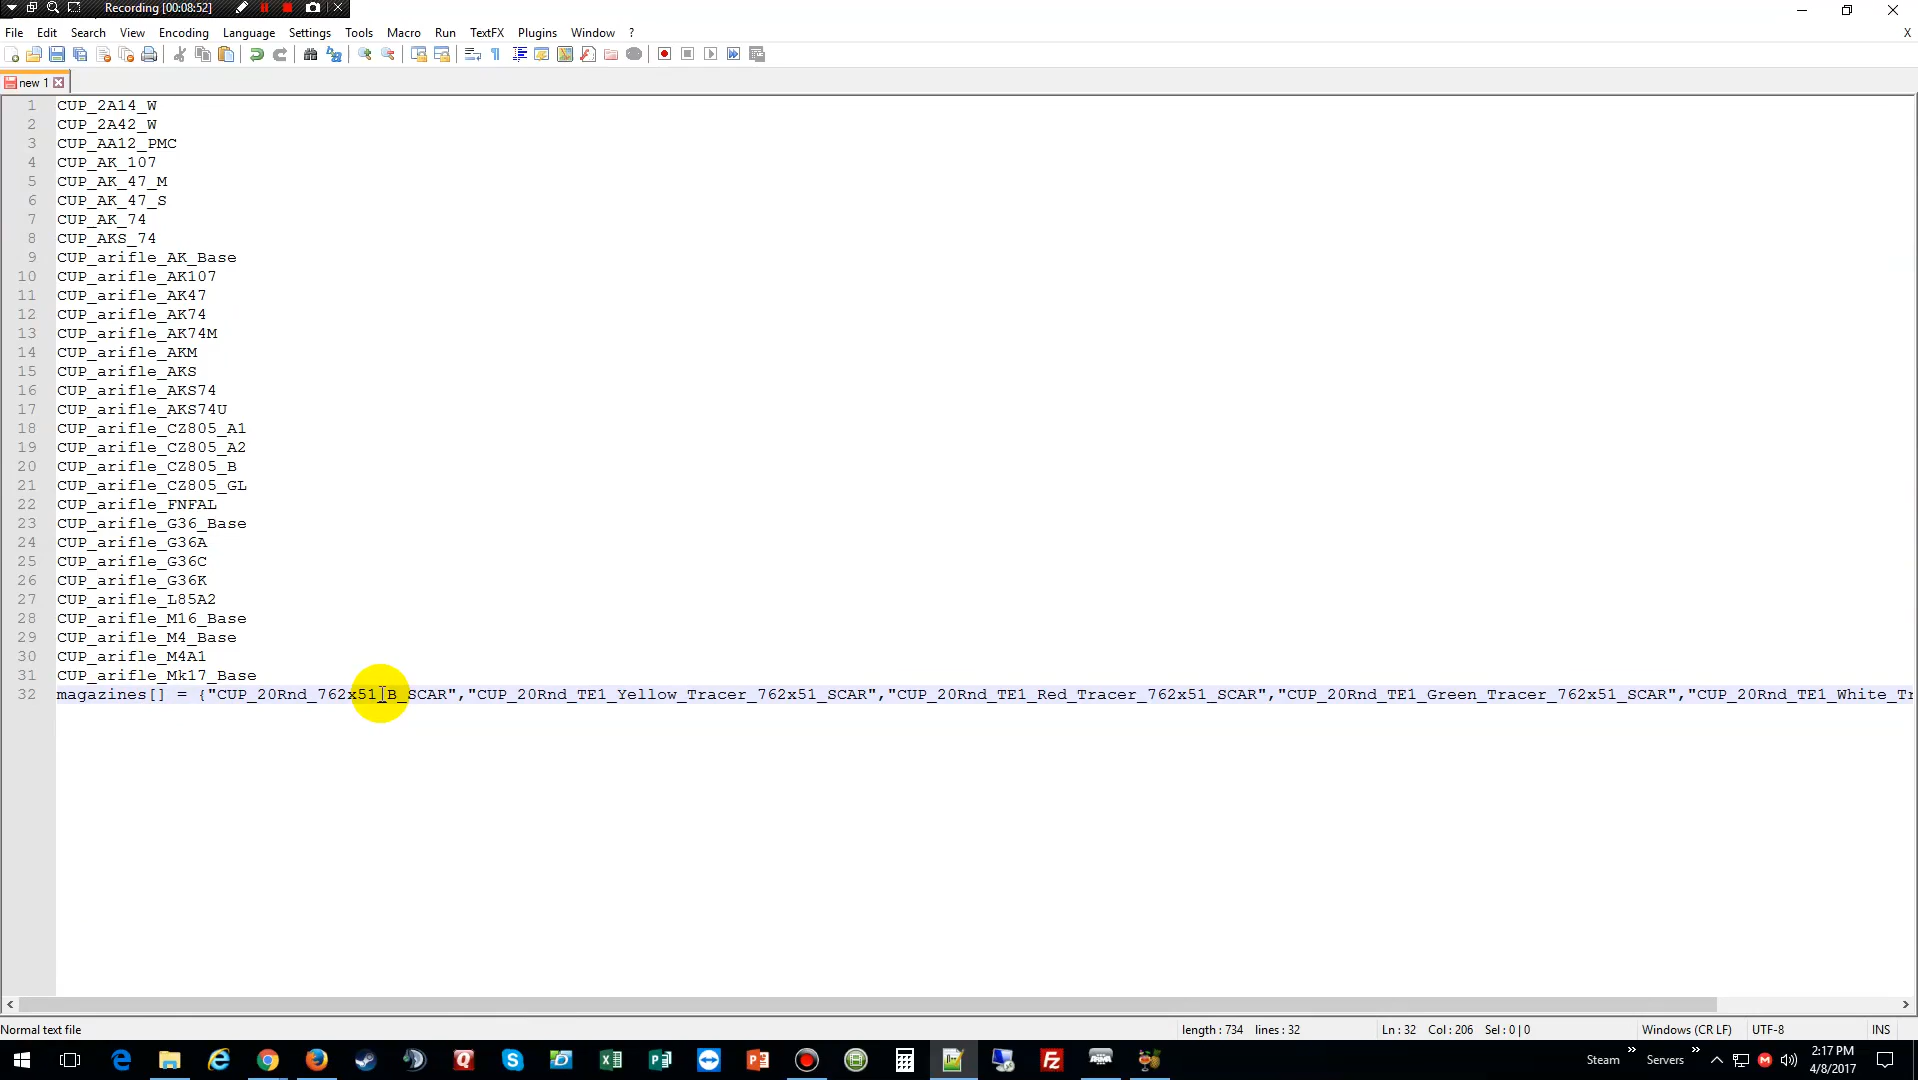 Recording [00:08:52]
File Edit Search View Encoding Language Settings Tools Macro Run TextFX Plugins Window ? X
new 1
1 CUP_2A14_W
2 CUP_2A42_W
3 CUP_AA12_PMC
4 CUP_AK_107
5 CUP_AK_47_M
6 CUP_AK_47_S
7 CUP_AK_74
8 CUP_AKS_74
9 CUP_arifle_AK_Base
10 CUP_arifle_AK107
11 CUP_arifle_AK47
12 CUP_arifle_AK74
13 CUP_arifle_AK74M
14 CUP_arifle_AKM
15 CUP_arifle_AKS
16 CUP_arifle_AKS74
17 CUP_arifle_AKS74U
18 CUP_arifle_CZ805_A1
19 CUP_arifle_CZ805_A2
20 CUP_arifle_CZ805_B
21 CUP_arifle_CZ805_GL
22 CUP_arifle_FNFAL
23 CUP_arifle_G36_Base
24 CUP_arifle_G36A
25 CUP_arifle_G36C
26 CUP_arifle_G36K
27 CUP_arifle_L85A2
28 CUP_arifle_M16_Base
29 CUP_arifle_M4_Base
30 CUP_arifle_M4A1
31 CUP_arifle_Mk17_Base
32 magazines[] = {"CUP_20Rnd_762x51_B_SCAR","CUP_20Rnd_TE1_Yellow_Tracer_762x51_SCAR","CUP_20Rnd_TE1_Red_Tracer_762x51_SCAR","CUP_20Rnd_TE1_Green_Tracer_762x51_SCAR","CUP_20Rnd_TE1_White_Tr
Normal text file length : 734 lines : 32 Ln : 32 Col : 206 Sel : 0 | 0 Windows (CR LF) UTF-8 INS
Steam » Servers » 2:17 PM
4/8/2017